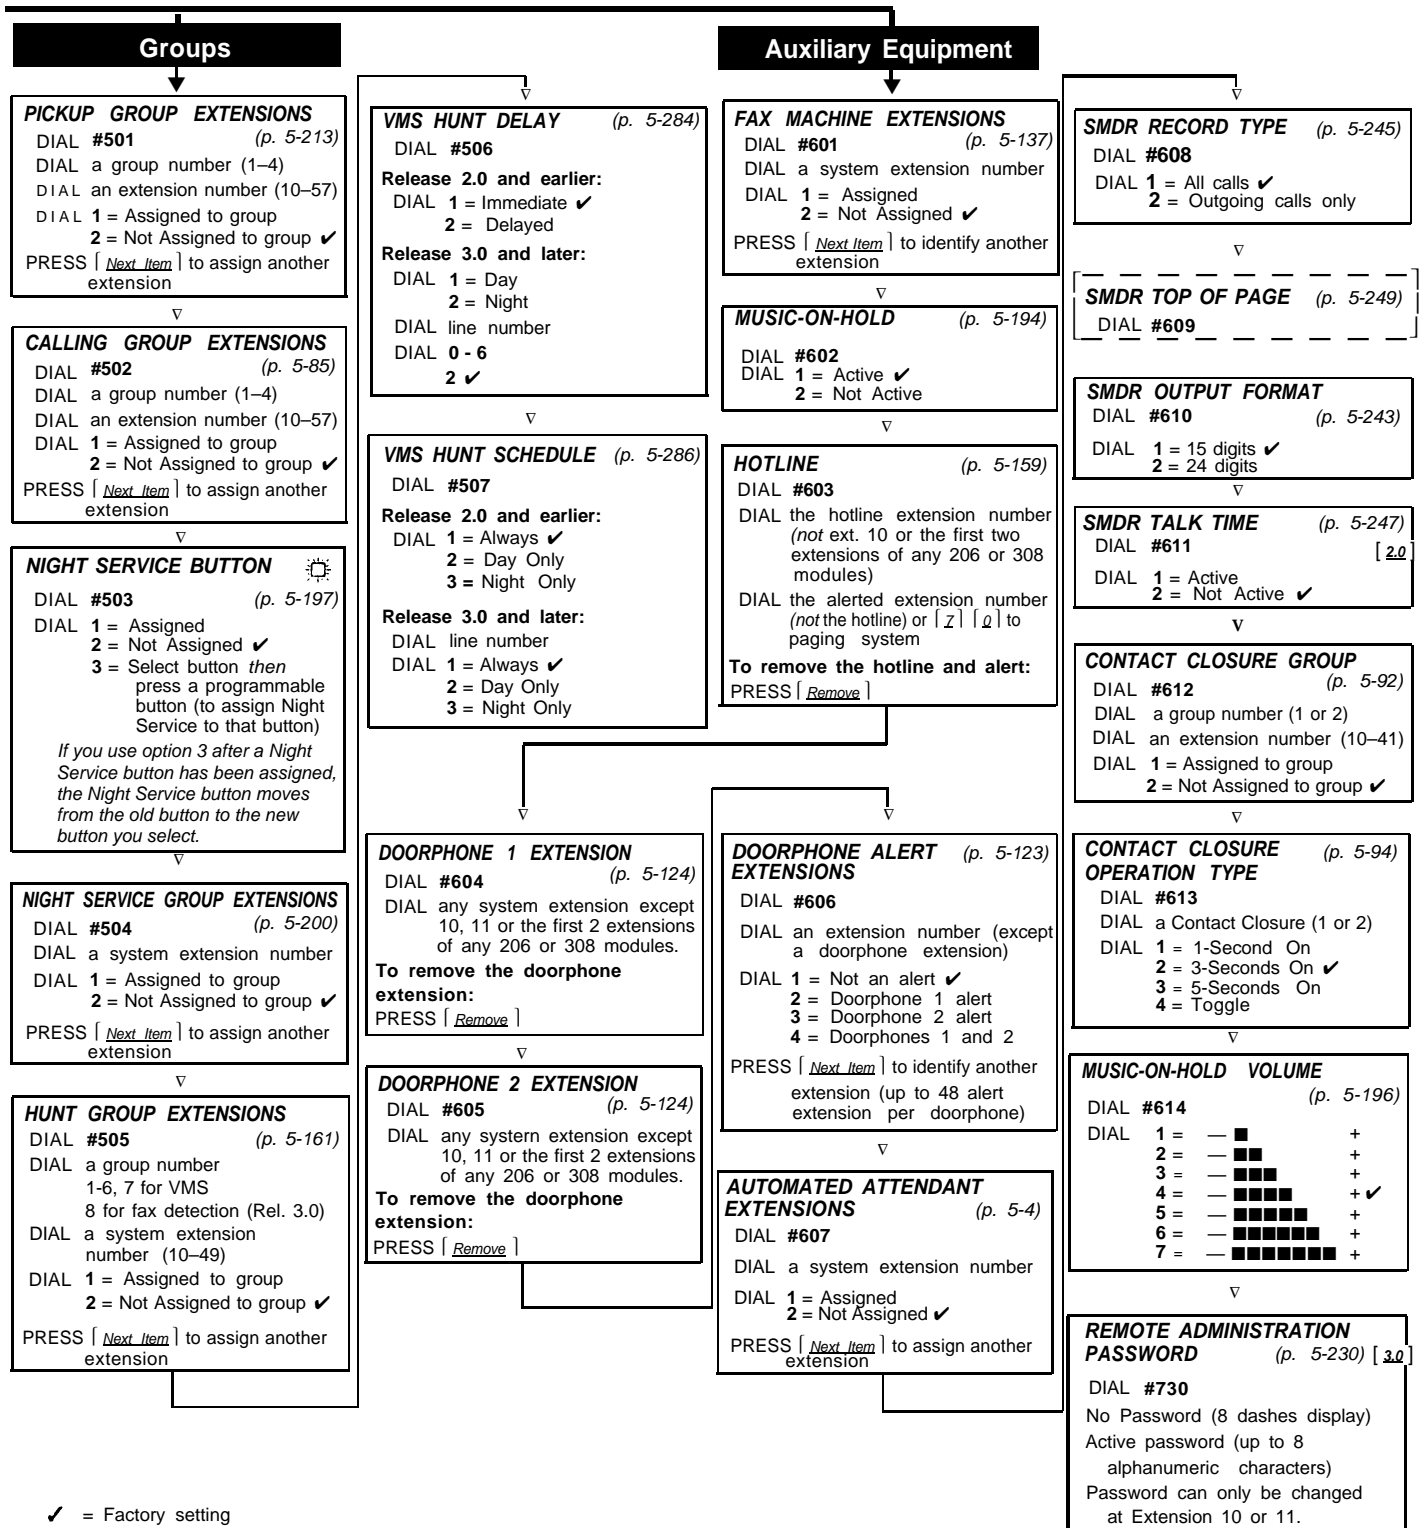 Groups
PICKUP GROUP EXTENSIONS
DIAL #501 (p. 5-213)
DIAL a group number (1–4)
DIAL an extension number (10–57)
DIAL 1 = Assigned to group
2 = Not Assigned to group ✔
PRESS ⌈ Next Item ⌉ to assign another
extension
∇
CALLING GROUP EXTENSIONS
DIAL #502 (p. 5-85)
DIAL a group number (1–4)
DIAL an extension number (10–57)
DIAL 1 = Assigned to group
2 = Not Assigned to group ✔
PRESS ⌈ Next Item ⌉ to assign another
extension
∇
NIGHT SERVICE BUTTON
DIAL #503 (p. 5-197)
DIAL 1 = Assigned
2 = Not Assigned ✔
3 = Select button then
press a programmable
button (to assign Night
Service to that button)
If you use option 3 after a Night
Service button has been assigned,
the Night Service button moves
from the old button to the new
button you select.
∇
NIGHT SERVICE GROUP EXTENSIONS
DIAL #504 (p. 5-200)
DIAL a system extension number
DIAL 1 = Assigned to group
2 = Not Assigned to group ✔
PRESS ⌈ Next Item ⌉ to assign another
extension
∇
HUNT GROUP EXTENSIONS
DIAL #505 (p. 5-161)
DIAL a group number
1-6, 7 for VMS
8 for fax detection (Rel. 3.0)
DIAL a system extension
number (10–49)
DIAL 1 = Assigned to group
2 = Not Assigned to group ✔
PRESS ⌈ Next Item ⌉ to assign another
extension
∇
VMS HUNT DELAY (p. 5-284)
DIAL #506
Release 2.0 and earlier:
DIAL 1 = Immediate ✔
2 = Delayed
Release 3.0 and later:
DIAL 1 = Day
2 = Night
DIAL line number
DIAL 0 - 6
2 ✔
∇
VMS HUNT SCHEDULE (p. 5-286)
DIAL #507
Release 2.0 and earlier:
DIAL 1 = Always ✔
2 = Day Only
3 = Night Only
Release 3.0 and later:
DIAL line number
DIAL 1 = Always ✔
2 = Day Only
3 = Night Only
Auxiliary Equipment
FAX MACHINE EXTENSIONS
DIAL #601 (p. 5-137)
DIAL a system extension number
DIAL 1 = Assigned
2 = Not Assigned ✔
PRESS ⌈ Next Item ⌉ to identify another
extension
∇
MUSIC-ON-HOLD (p. 5-194)
DIAL #602
DIAL 1 = Active ✔
2 = Not Active
∇
HOTLINE (p. 5-159)
DIAL #603
DIAL the hotline extension number
(not ext. 10 or the first two
extensions of any 206 or 308
modules)
DIAL the alerted extension number
(not the hotline) or ⌈ 7 ⌉ ⌈ 0 ⌉ to
paging system
To remove the hotline and alert:
PRESS ⌈ Remove ⌉
∇
DOORPHONE 1 EXTENSION
DIAL #604 (p. 5-124)
DIAL any system extension except
10, 11 or the first 2 extensions
of any 206 or 308 modules.
To remove the doorphone
extension:
PRESS ⌈ Remove ⌉
∇
DOORPHONE 2 EXTENSION
DIAL #605 (p. 5-124)
DIAL any systern extension except
10, 11 or the first 2 extensions
of any 206 or 308 modules.
To remove the doorphone
extension:
PRESS ⌈ Remove ⌉
∇
DOORPHONE ALERT (p. 5-123)
EXTENSIONS
DIAL #606
DIAL an extension number (except
a doorphone extension)
DIAL 1 = Not an alert ✔
2 = Doorphone 1 alert
3 = Doorphone 2 alert
4 = Doorphones 1 and 2
PRESS ⌈ Next Item ⌉ to identify another
extension (up to 48 alert
extension per doorphone)
∇
AUTOMATED ATTENDANT
EXTENSIONS (p. 5-4)
DIAL #607
DIAL a system extension number
DIAL 1 = Assigned
2 = Not Assigned ✔
PRESS ⌈ Next Item ⌉ to assign another
extension
∇
SMDR RECORD TYPE (p. 5-245)
DIAL #608
DIAL 1 = All calls ✔
2 = Outgoing calls only
∇
SMDR TOP OF PAGE (p. 5-249)
DIAL #609
SMDR OUTPUT FORMAT
DIAL #610 (p. 5-243)
DIAL 1 = 15 digits ✔
2 = 24 digits
∇
SMDR TALK TIME (p. 5-247)
DIAL #611 [ 2.0 ]
DIAL 1 = Active
2 = Not Active ✔
V
CONTACT CLOSURE GROUP
DIAL #612 (p. 5-92)
DIAL a group number (1 or 2)
DIAL an extension number (10–41)
DIAL 1 = Assigned to group
2 = Not Assigned to group ✔
∇
CONTACT CLOSURE (p. 5-94)
OPERATION TYPE
DIAL #613
DIAL a Contact Closure (1 or 2)
DIAL 1 = 1-Second On
2 = 3-Seconds On ✔
3 = 5-Seconds On
4 = Toggle
∇
MUSIC-ON-HOLD VOLUME
DIAL #614 (p. 5-196)
DIAL 1 = — ■ +
2 = — ■■ +
3 = — ■■■ +
4 = — ■■■■ + ✔
5 = — ■■■■■ +
6 = — ■■■■■■ +
7 = — ■■■■■■■ +
∇
REMOTE ADMINISTRATION
PASSWORD (p. 5-230) [ 3.0 ]
DIAL #730
No Password (8 dashes display)
Active password (up to 8
alphanumeric characters)
Password can only be changed
at Extension 10 or 11.
✓ = Factory setting